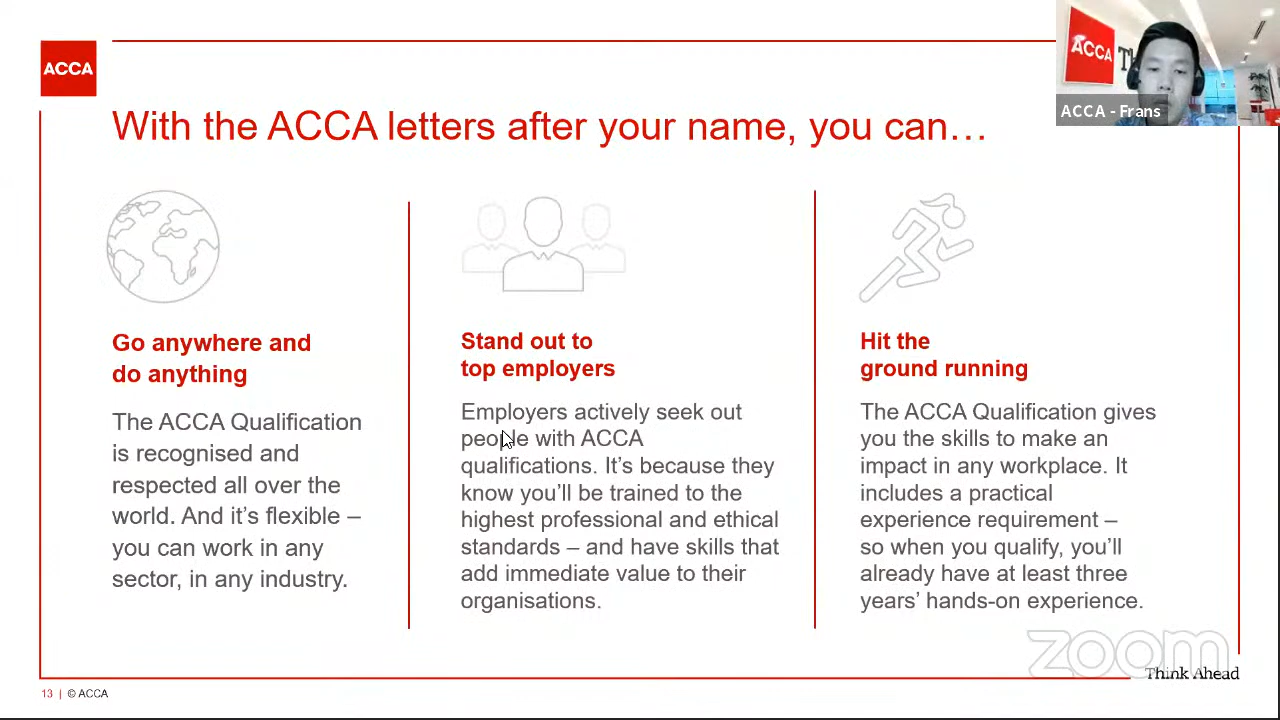 ACCA
ACCA Th
ACCA - Frans
With the ACCA letters after your name, you can…
Go anywhere and
do anything
The ACCA Qualification
is recognised and
respected all over the
world. And it’s flexible –
you can work in any
sector, in any industry.
Stand out to
top employers
Employers actively seek out
people with ACCA
qualifications. It’s because they
know you’ll be trained to the
highest professional and ethical
standards – and have skills that
add immediate value to their
organisations.
Hit the
ground running
The ACCA Qualification gives
you the skills to make an
impact in any workplace. It
includes a practical
experience requirement –
so when you qualify, you’ll
already have at least three
years’ hands-on experience.
zoom
Think Ahead
13 | © ACCA